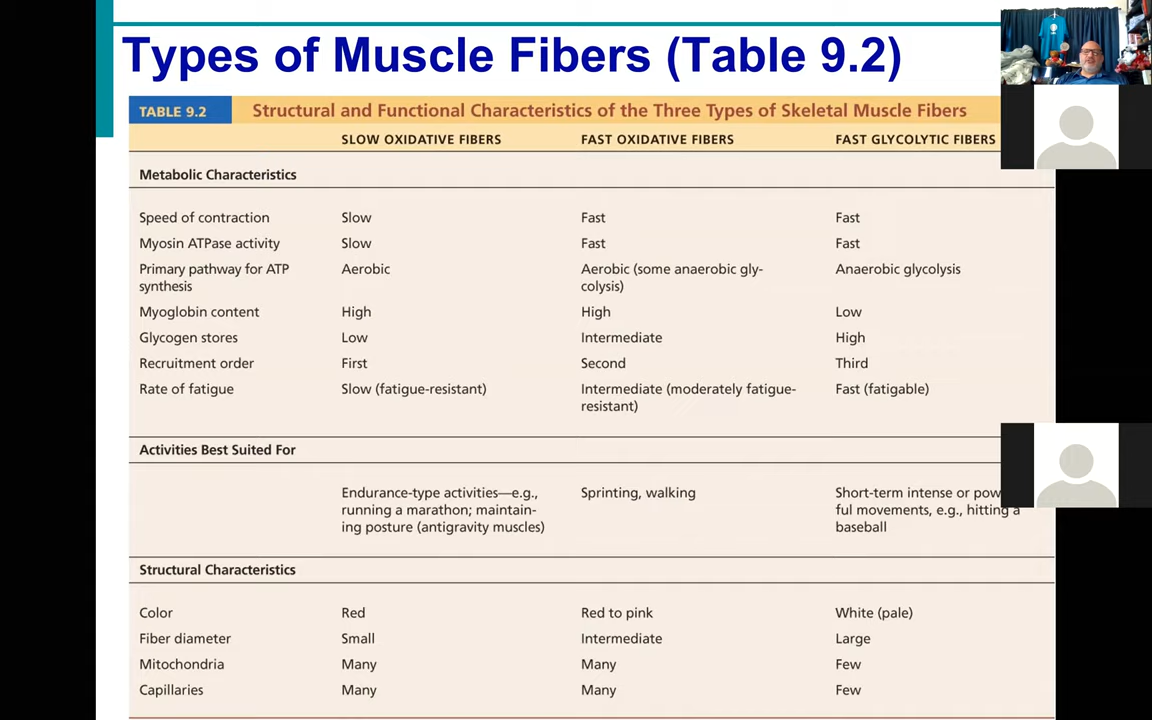 Types of Muscle Fibers (Table 9.2)
TABLE 9.2 Structural and Functional Characteristics of the Three Types of Skeletal Muscle Fibers
SLOW OXIDATIVE FIBERS FAST OXIDATIVE FIBERS FAST GLYCOLYTIC FIBERS
Metabolic Characteristics
Speed of contraction Slow Fast Fast
Myosin ATPase activity Slow Fast Fast
Primary pathway for ATP Aerobic Aerobic (some anaerobic gly- Anaerobic glycolysis
synthesis colysis)
Myoglobin content High High Low
Glycogen stores Low Intermediate High
Recruitment order First Second Third
Rate of fatigue Slow (fatigue-resistant) Intermediate (moderately fatigue- Fast (fatigable)
resistant)
Activities Best Suited For
Endurance-type activities—e.g., Sprinting, walking Short-term intense or pow
running a marathon; maintain- ful movements, e.g., hitting a
ing posture (antigravity muscles) baseball
Structural Characteristics
Color Red Red to pink White (pale)
Fiber diameter Small Intermediate Large
Mitochondria Many Many Few
Capillaries Many Many Few